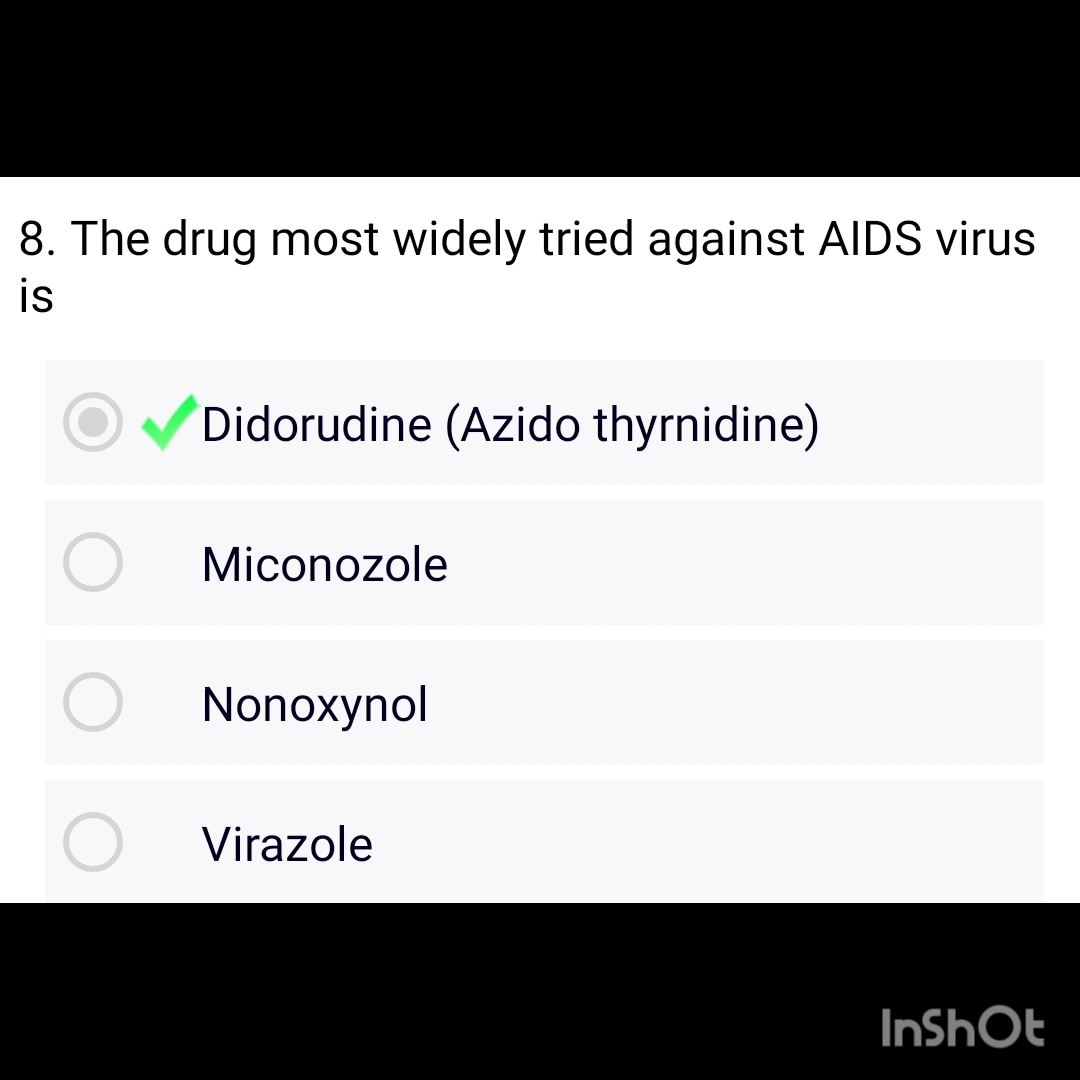 8. The drug most widely tried against AIDS virus
is
Didorudine (Azido thyrnidine)
Miconozole
Nonoxynol
Virazole
InShOt